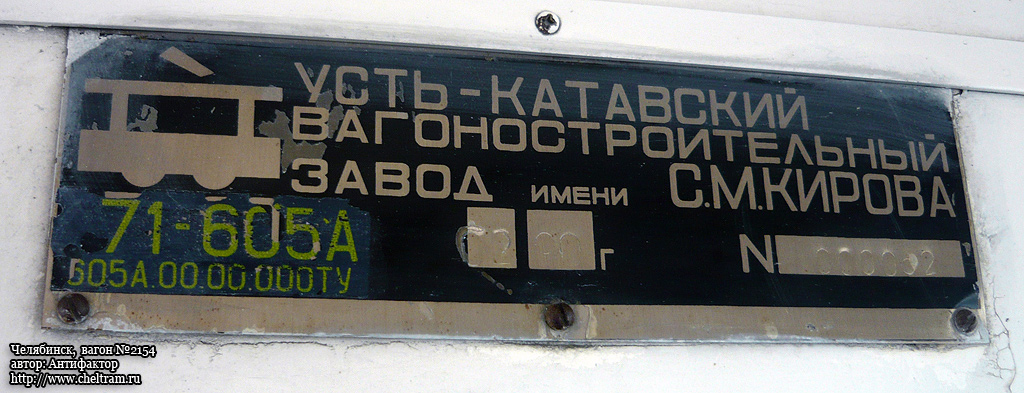 УСТЬ-КАТАВСКИЙ
ВАГОНОСТРОИТЕЛЬНЫЙ
ЗАВОД ИМЕНИ С.М.КИРОВА
71-605А
605А.00.00.000ТУ
г
N
Челябинск, вагон №2154
автор: Антифактор
http://www.cheltram.ru